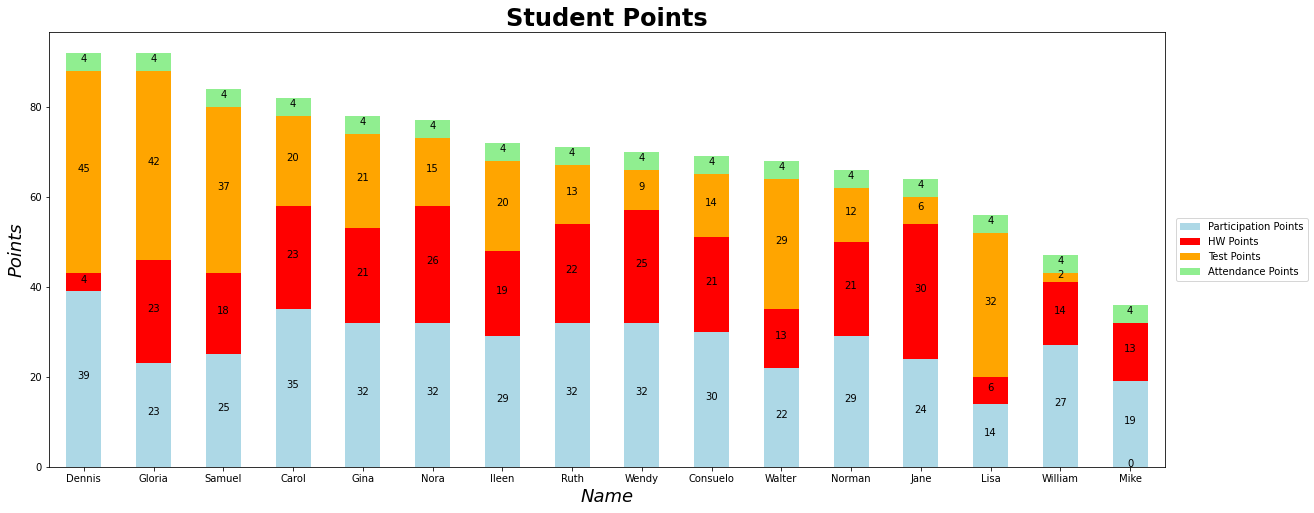 Student Points
Points
80
60
40
20
0
4 4 4 4 4 4 4 4 4 4 4 4 4 4 4 4
45 42 37 20 21 15 20 13 9 14 29 12 6 32 2 0
4 23 18 23 21 26 19 22 25 21 13 21 30 6 14 13
39 23 25 35 32 32 29 32 32 30 22 29 24 14 27 19
Dennis Gloria Samuel Carol Gina Nora Ileen Ruth Wendy Consuelo Walter Norman Jane Lisa William Mike
Name
Participation Points
HW Points
Test Points
Attendance Points